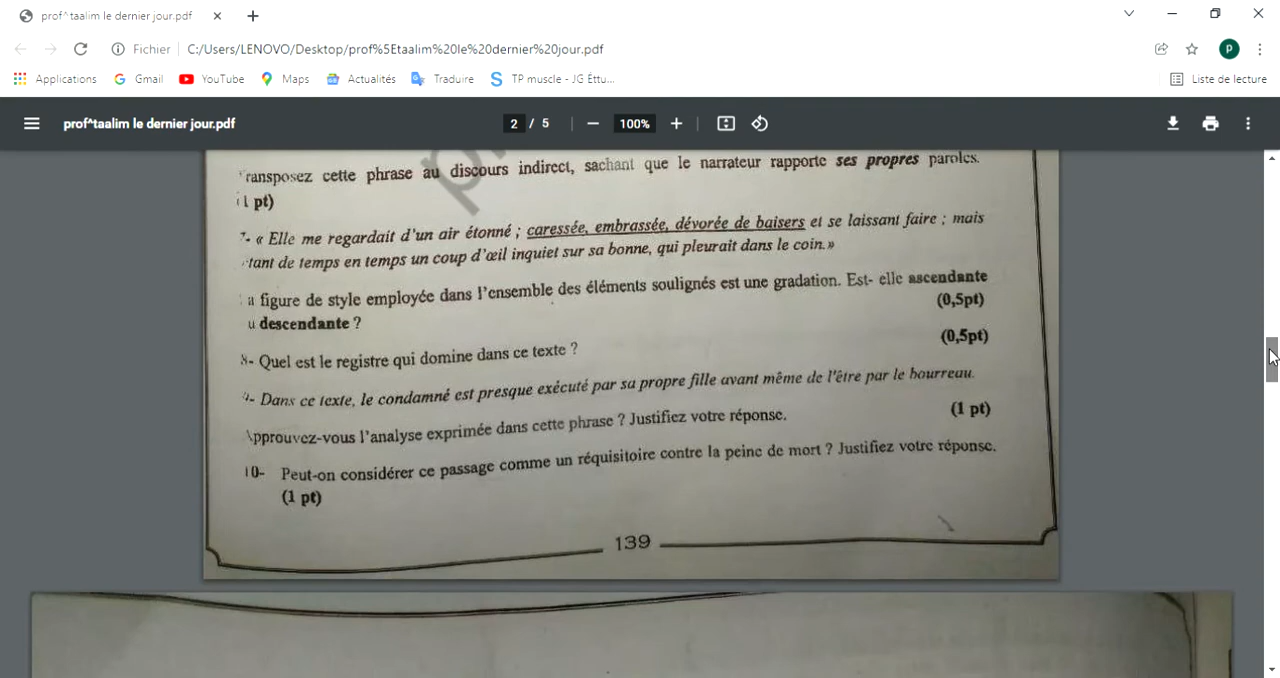 prof^taalim le dernier jour.pdf
Fichier C:/Users/LENOVO/Desktop/prof%5Etaalim%20le%20dernier%20jour.pdf
Applications Gmail YouTube Maps Actualités Traduire TP muscle - JG Éttu... Liste de lecture
prof^taalim le dernier jour.pdf 2 / 5 100%
ransposez cette phrase au discours indirect, sachant que le narrateur rapporte ses propres paroles.
(1 pt)
7- « Elle me regardait d'un air étonné ; caressée, embrassée, dévorée de baisers et se laissant faire ; mais
tant de temps en temps un coup d'œil inquiet sur sa bonne, qui pleurait dans le coin.»
a figure de style employée dans l'ensemble des éléments soulignés est une gradation. Est- elle ascendante
u descendante ? (0,5pt)
8- Quel est le registre qui domine dans ce texte ? (0,5pt)
9- Dans ce texte, le condamné est presque exécuté par sa propre fille avant même de l'être par le bourreau.
Approuvez-vous l'analyse exprimée dans cette phrase ? Justifiez votre réponse. (1 pt)
10- Peut-on considérer ce passage comme un réquisitoire contre la peine de mort ? Justifiez votre réponse.
(1 pt)
139